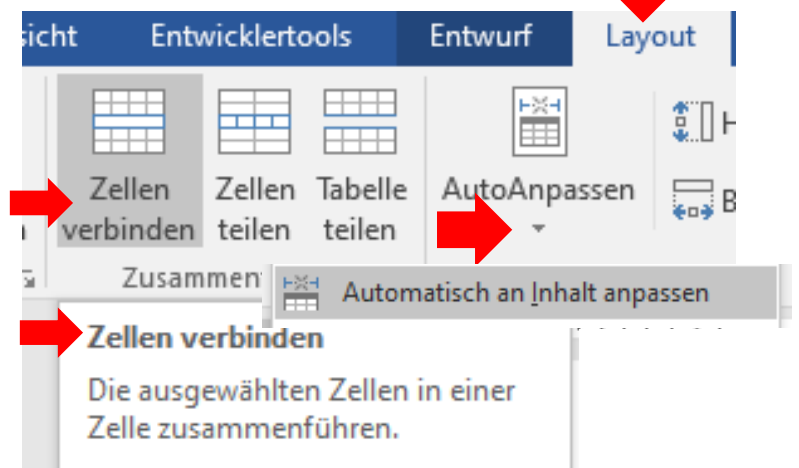 sicht Entwicklertools Entwurf Layout
Zellen verbinden
Zellen teilen
Tabelle teilen
AutoAnpassen
H
B
Zusammen
Automatisch an Inhalt anpassen
Zellen verbinden
Die ausgewählten Zellen in einer
Zelle zusammenführen.